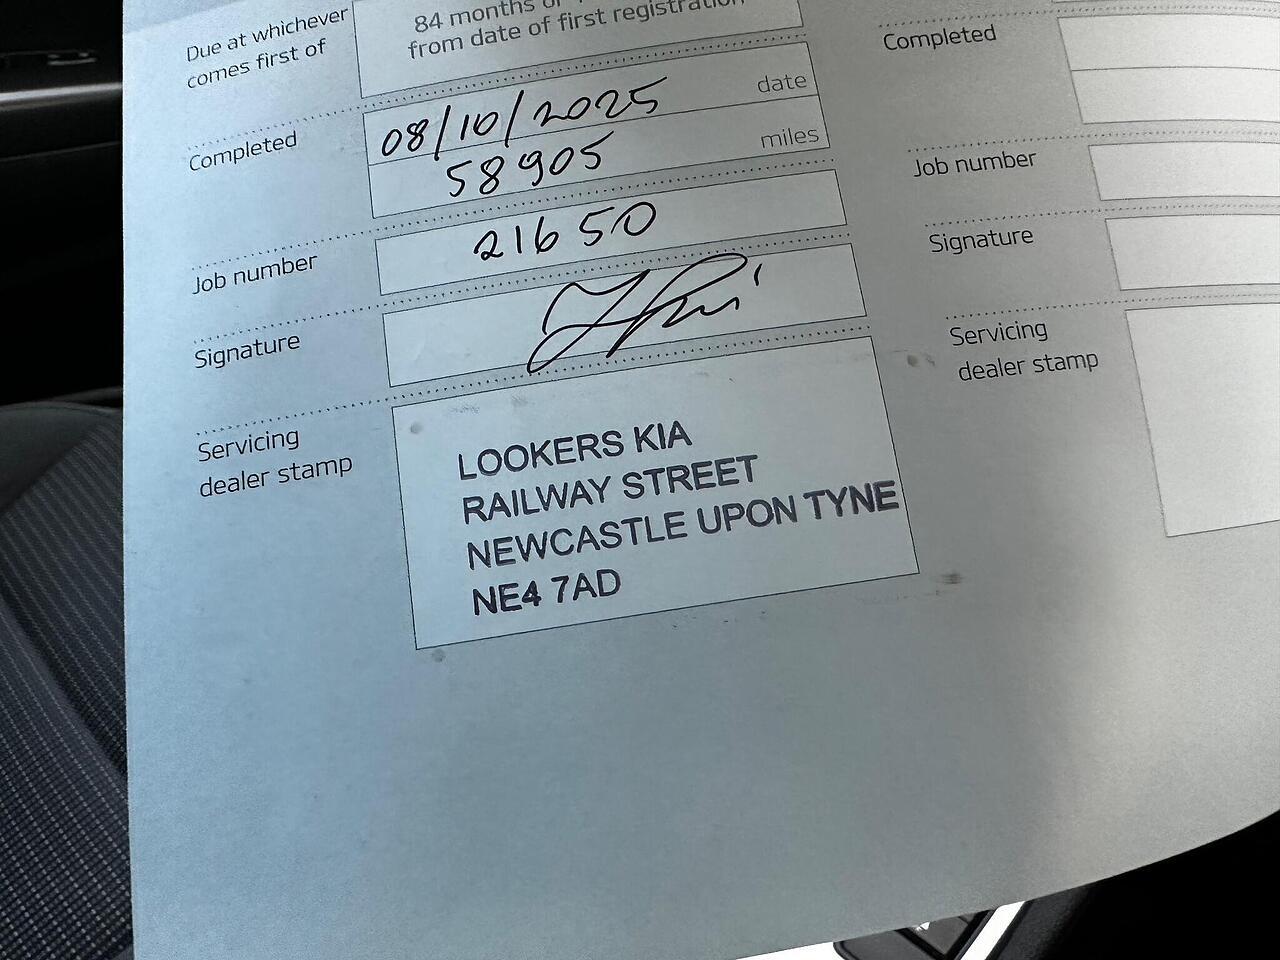 Due at whichever
comes first of
84 months or
from date of first registration
Completed
08/10/2025 date
58905 miles
Job number
21650
Signature
Servicing
dealer stamp
LOOKERS KIA
RAILWAY STREET
NEWCASTLE UPON TYNE
NE4 7AD
Completed
Job number
Signature
Servicing
dealer stamp